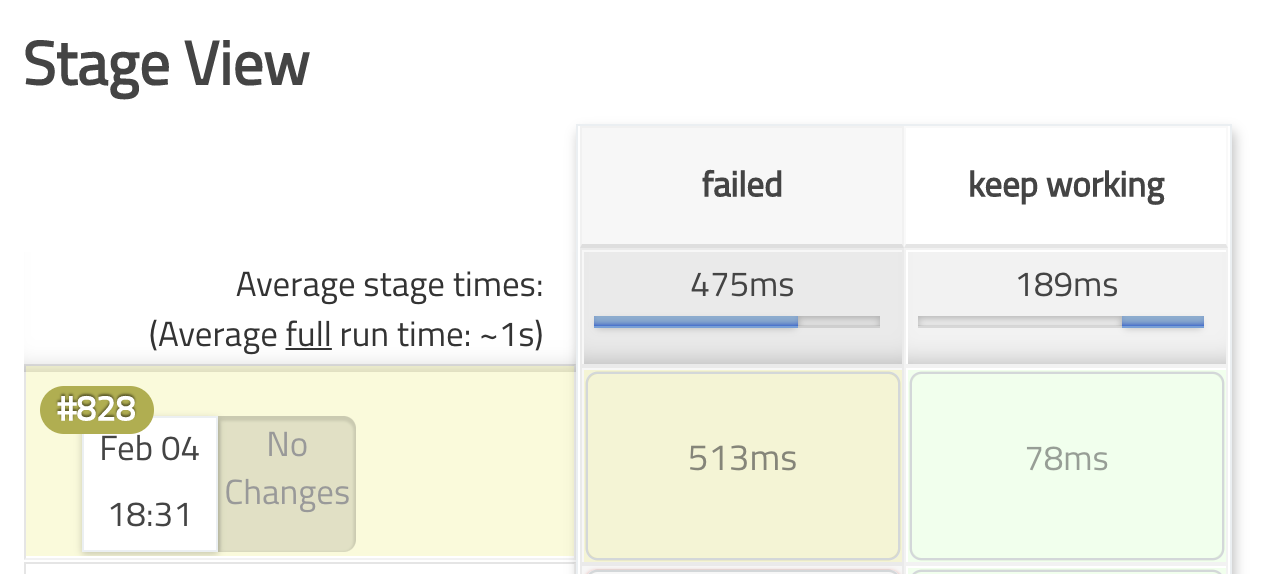 Stage View
failed
keep working
Average stage times:
475ms
189ms
(Average full run time: ~1s)
#828
Feb 04
No
Changes
18:31
513ms
78ms